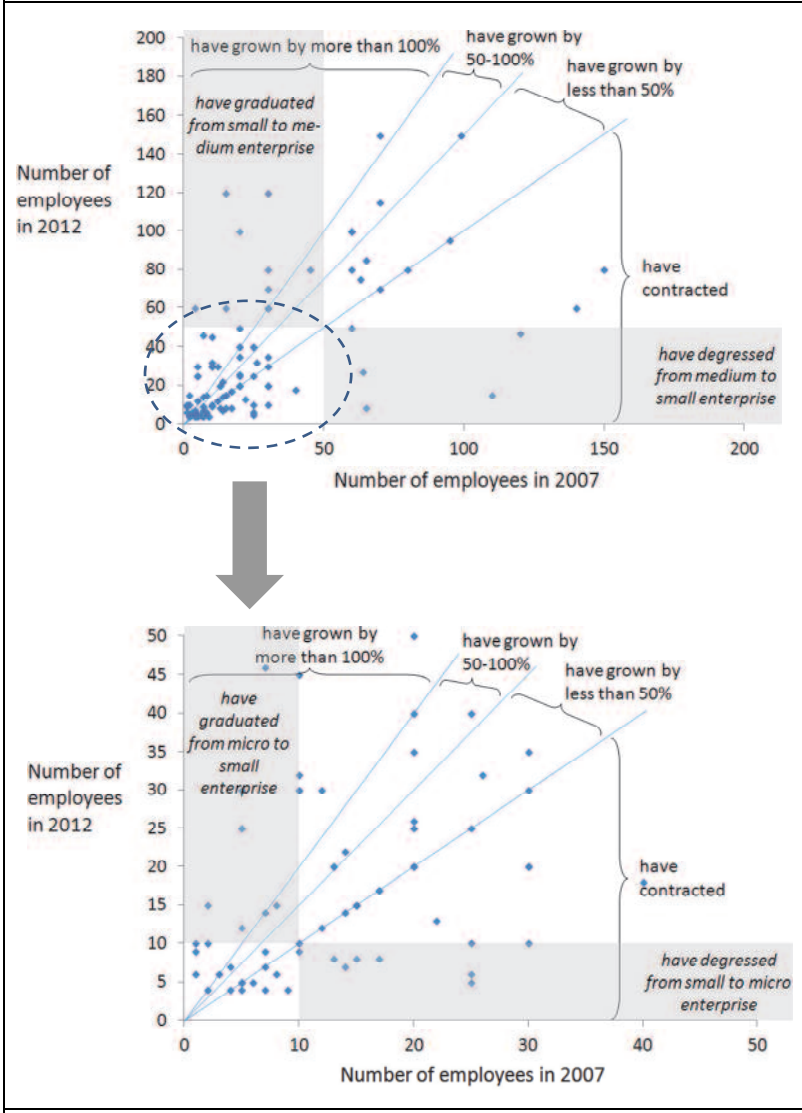 200
180
160
140
120
100
80
60
40
20
0
Number of
employees
in 2012
have grown by more than 100%
have grown by
50-100%
have grown by
less than 50%
have graduated
from small to me-
dium enterprise
have
contracted
have degressed
from medium to
small enterprise
0 50 100 150 200
Number of employees in 2007
50
45
40
35
30
25
20
15
10
5
0
Number of
employees
in 2012
have grown by
more than 100%
have grown by
50-100%
have grown by
less than 50%
have
graduated
from micro to
small
enterprise
have
contracted
have degressed
from small to micro
enterprise
0 10 20 30 40 50
Number of employees in 2007